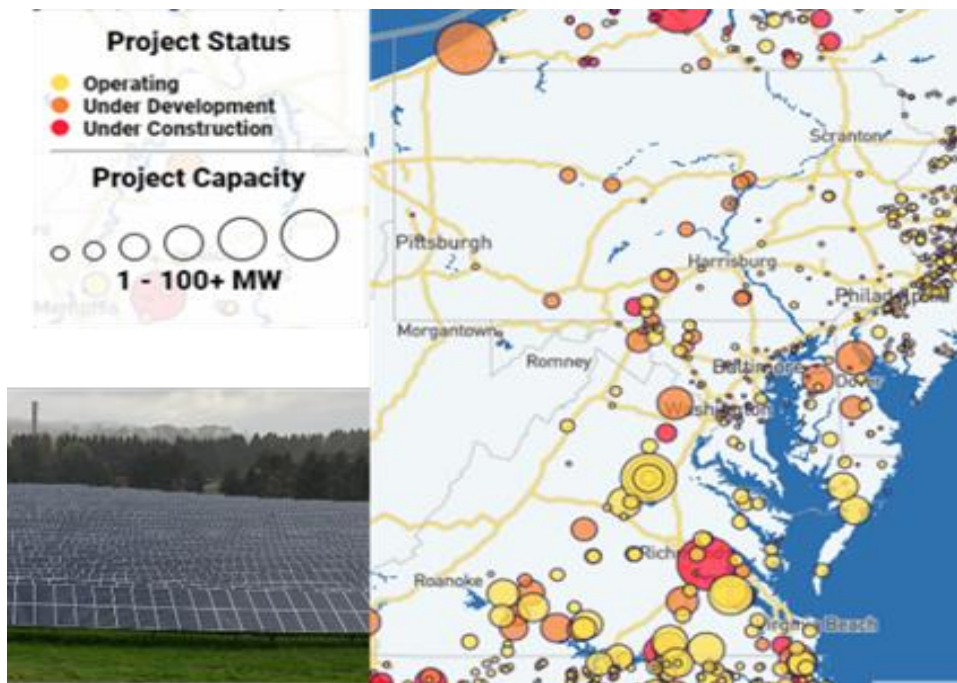 Project Status
Operating
Under Development
Under Construction
Project Capacity
1 - 100+ MW
Memphis
Scranton
Pittsburgh
Harrisburg
Philadelphia
Morgantown
Romney
Baltimore
Dover
Washington
Richmond
Roanoke
Virginia Beach